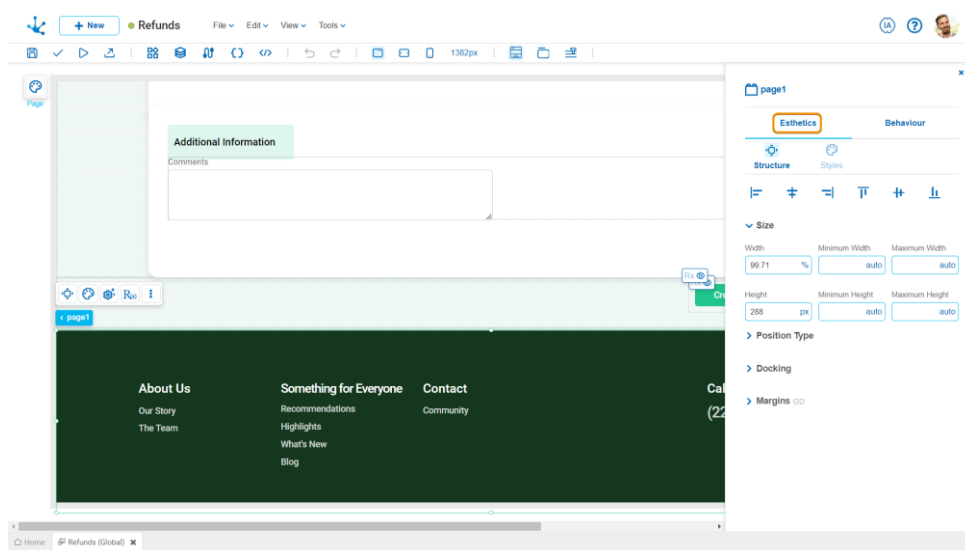 + New
Refunds
File
Edit
View
Tools
IA
?
1382px
Page
page1
Esthetics
Behaviour
Structure
Styles
Size
Width
Minimum Width
Maximum Width
99.71 %
auto
auto
Height
Minimum Height
Maximum Height
288 px
auto
auto
Position Type
Docking
Margins
Additional Information
Comments
Rx
R(x)
Cre
< page1
About Us
Our Story
The Team
Something for Everyone
Recommendations
Highlights
What's New
Blog
Contact
Community
Cal
(22
Home
Refunds (Global)